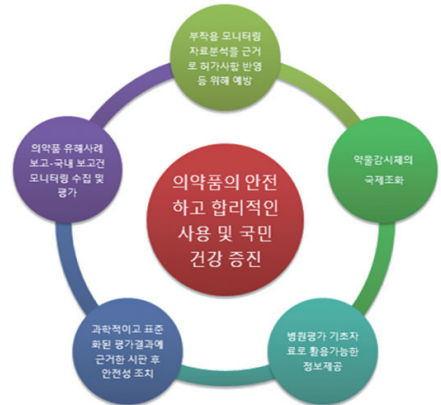 부작용 모니터링
자료분석을 근거
로 허가사항 반영
등 위해 예방
약물감시체의
국제조화
병원평가 기초자
료로 활용가능한
정보제공
과학적이고 표준
화된 평가결과에
근거한 시판 후
안전성 조치
의약품 유해사례
보고-국내 보고건
모니터링 수집 및
평가
의약품의 안전
하고 합리적인
사용 및 국민
건강 증진